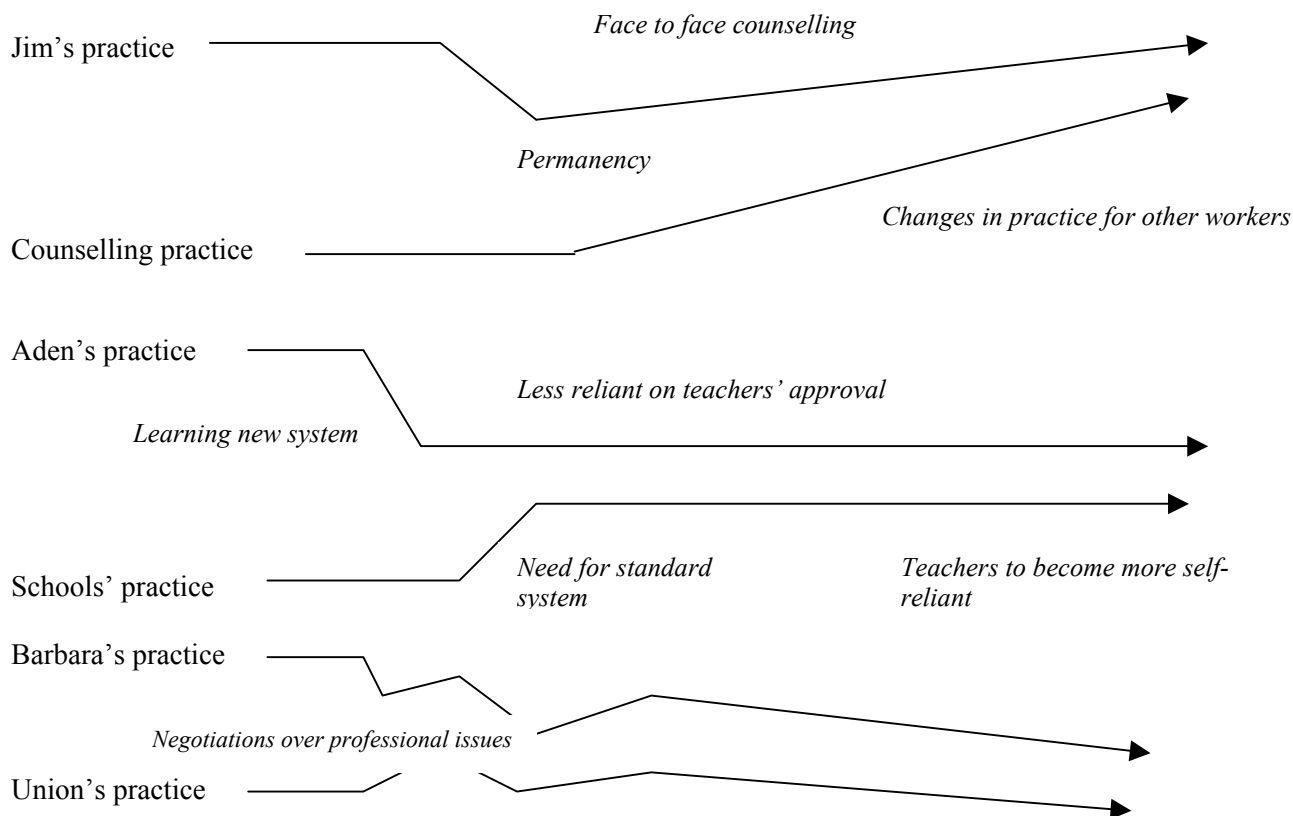 Face to face counselling
Jim’s practice
Permanency
Changes in practice for other workers
Counselling practice
Aden’s practice
Less reliant on teachers’ approval
Learning new system
Need for standard
system
Teachers to become more self-
reliant
Schools’ practice
Barbara’s practice
Negotiations over professional issues
Union’s practice